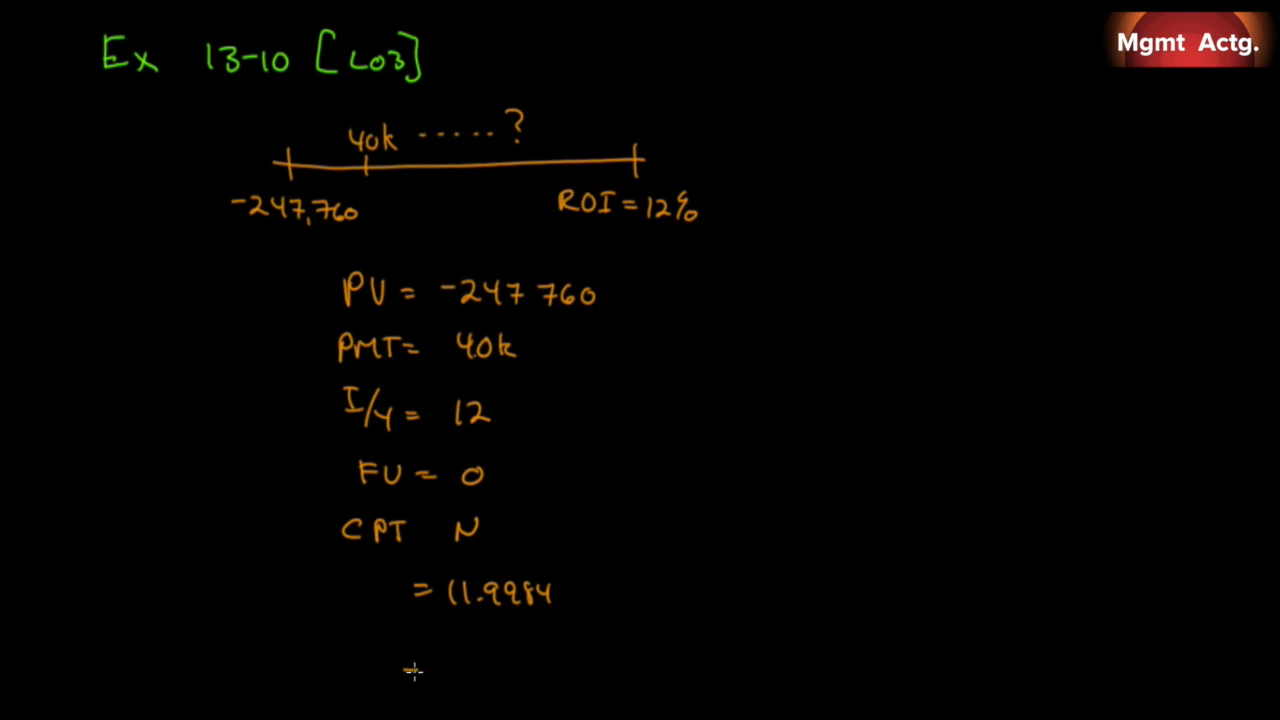 Mgmt Actg.
Ex 13-10 [LO3]
40k ...... ?
-247,760 ROI = 12%
PV = -247 760
PMT = 40k
I/Y = 12
FV = 0
CPT N
= 11.9984